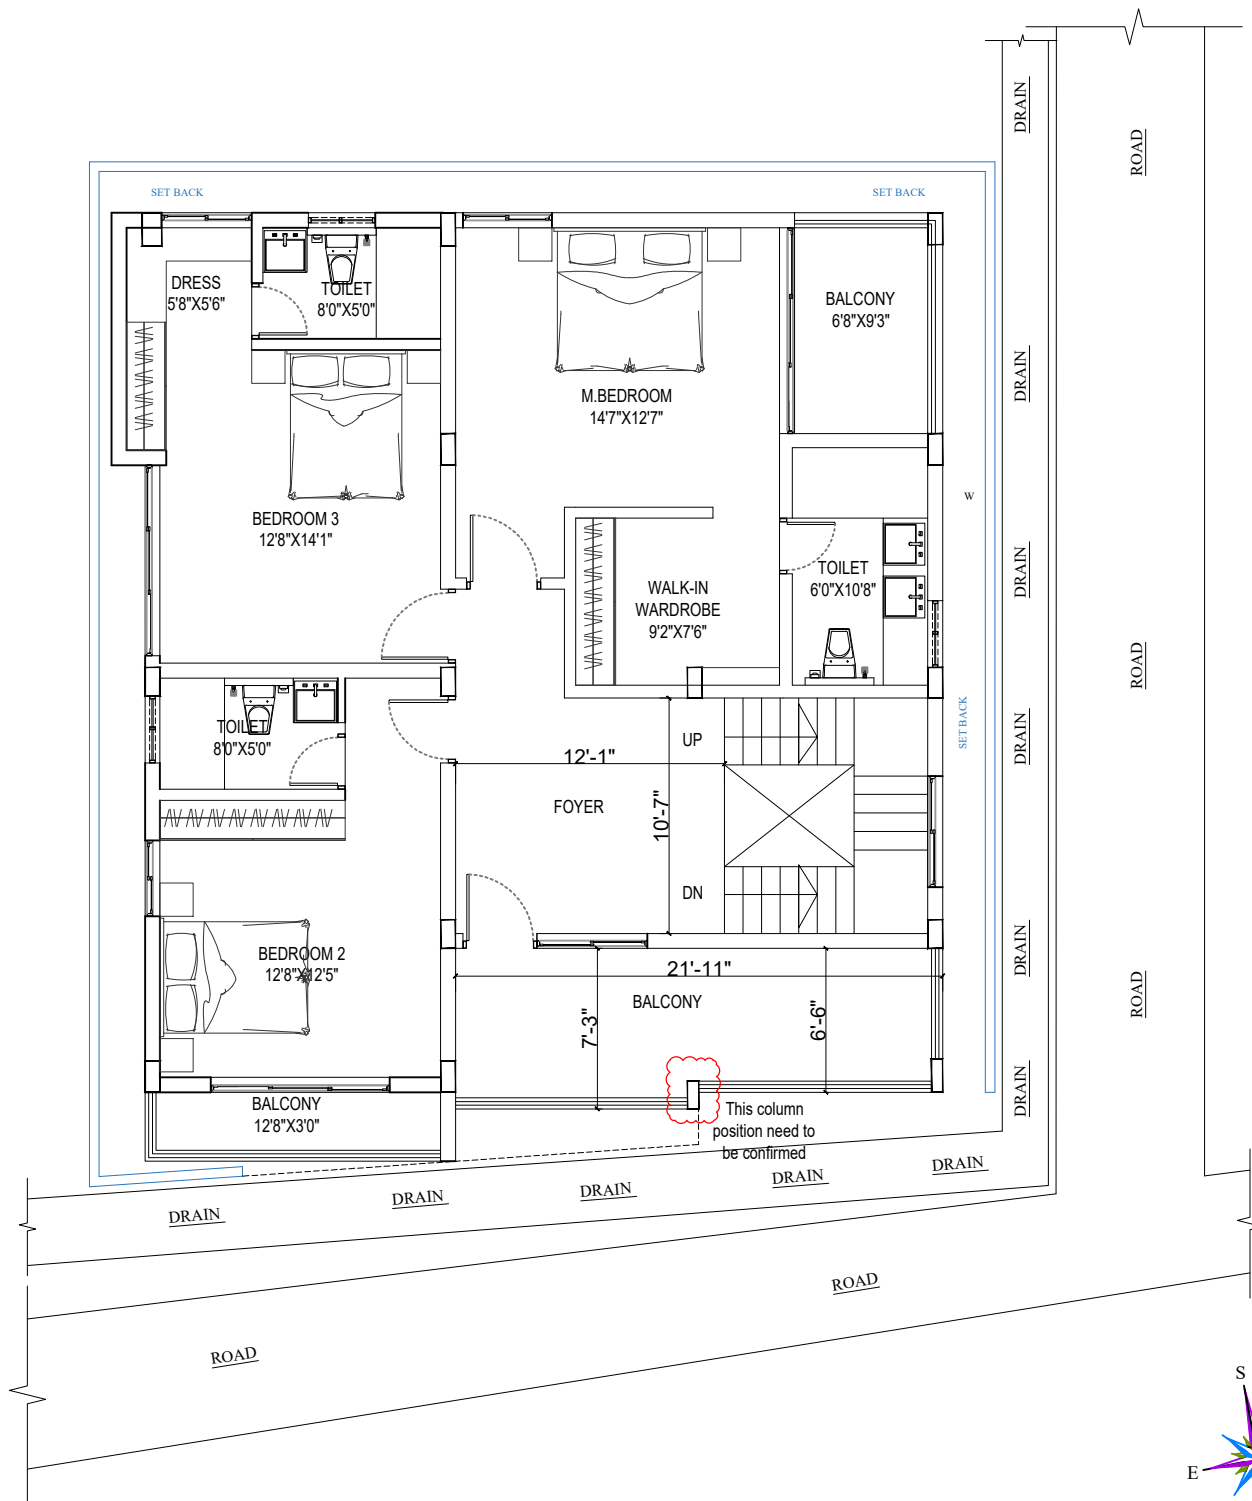 DRAIN
ROAD
SET BACK
SET BACK
DRESS
5'8"X5'6"
TOILET
8'0"X5'0"
BALCONY
6'8"X9'3"
DRAIN
M.BEDROOM
14'7"X12'7"
W
BEDROOM 3
12'8"X14'1"
DRAIN
TOILET
6'0"X10'8"
WALK-IN
WARDROBE
9'2"X7'6"
ROAD
SET BACK
DRAIN
TOILET
8'0"X5'0"
UP
12'-1"
FOYER
10'-7"
DN
BEDROOM 2
12'8"X12'5"
DRAIN
21'-11"
BALCONY
7'-3"
6'-6"
ROAD
DRAIN
BALCONY
12'8"X3'0"
This column
position need to
be confirmed
DRAIN
DRAIN
DRAIN
DRAIN
DRAIN
ROAD
ROAD
S
E